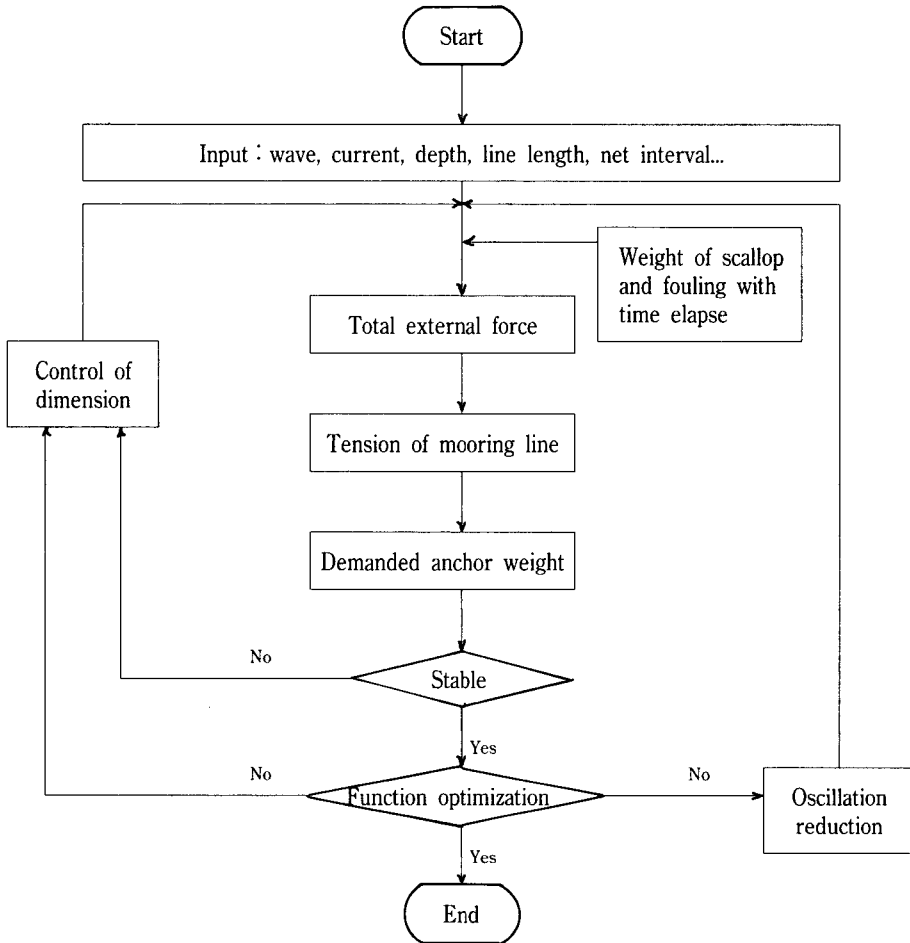 Start
Input : wave, current, depth, line length, net interval...
Weight of scallop
and fouling with
time elapse
Total external force
Control of
dimension
Tension of mooring line
Demanded anchor weight
No
Stable
Yes
No
Function optimization
No
Oscillation
reduction
Yes
End